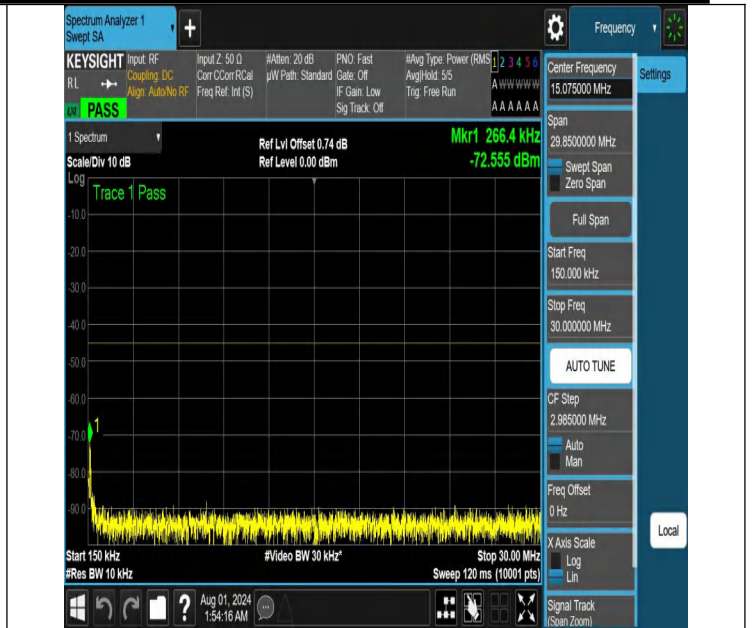 Spectrum Analyzer 1
Swept SA
+
Frequency
KEYSIGHT
RL
PASS
Input: RF
Coupling: DC
Align: Auto/No RF
Input Z: 50 Ω
Corr CCorr RCal
Freq Ref: Int (S)
#Atten: 20 dB
µW Path: Standard
PNO: Fast
Gate: Off
IF Gain: Low
Sig Track: Off
#Avg Type: Power (RMS
Avg|Hold: 5/5
Trig: Free Run
1 2 3 4 5 6
A W W W W W
A A A A A A
1 Spectrum
Scale/Div 10 dB
Ref Lvl Offset 0.74 dB
Ref Level 0.00 dBm
Mkr1 266.4 kHz
-72.555 dBm
Log
Trace 1 Pass
-10.0
-20.0
-30.0
-40.0
-50.0
-60.0
-70.0
-80.0
-90.0
1
Start 150 kHz
#Res BW 10 kHz
#Video BW 30 kHz*
Stop 30.00 MHz
Sweep 120 ms (10001 pts)
?
Aug 01, 2024
1:54:16 AM
Center Frequency
15.075000 MHz
Settings
Span
29.8500000 MHz
Swept Span
Zero Span
Full Span
Start Freq
150.000 kHz
Stop Freq
30.000000 MHz
AUTO TUNE
CF Step
2.985000 MHz
Auto
Man
Freq Offset
0 Hz
Local
X Axis Scale
Log
Lin
Signal Track
(Span Zoom)